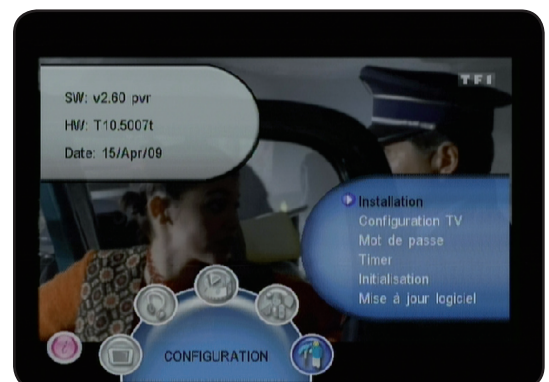 TF1
SW: v2.60 pvr
HW: T10.5007t
Date: 15/Apr/09
Installation
Configuration TV
Mot de passe
Timer
Initialisation
Mise à jour logiciel
CONFIGURATION
i